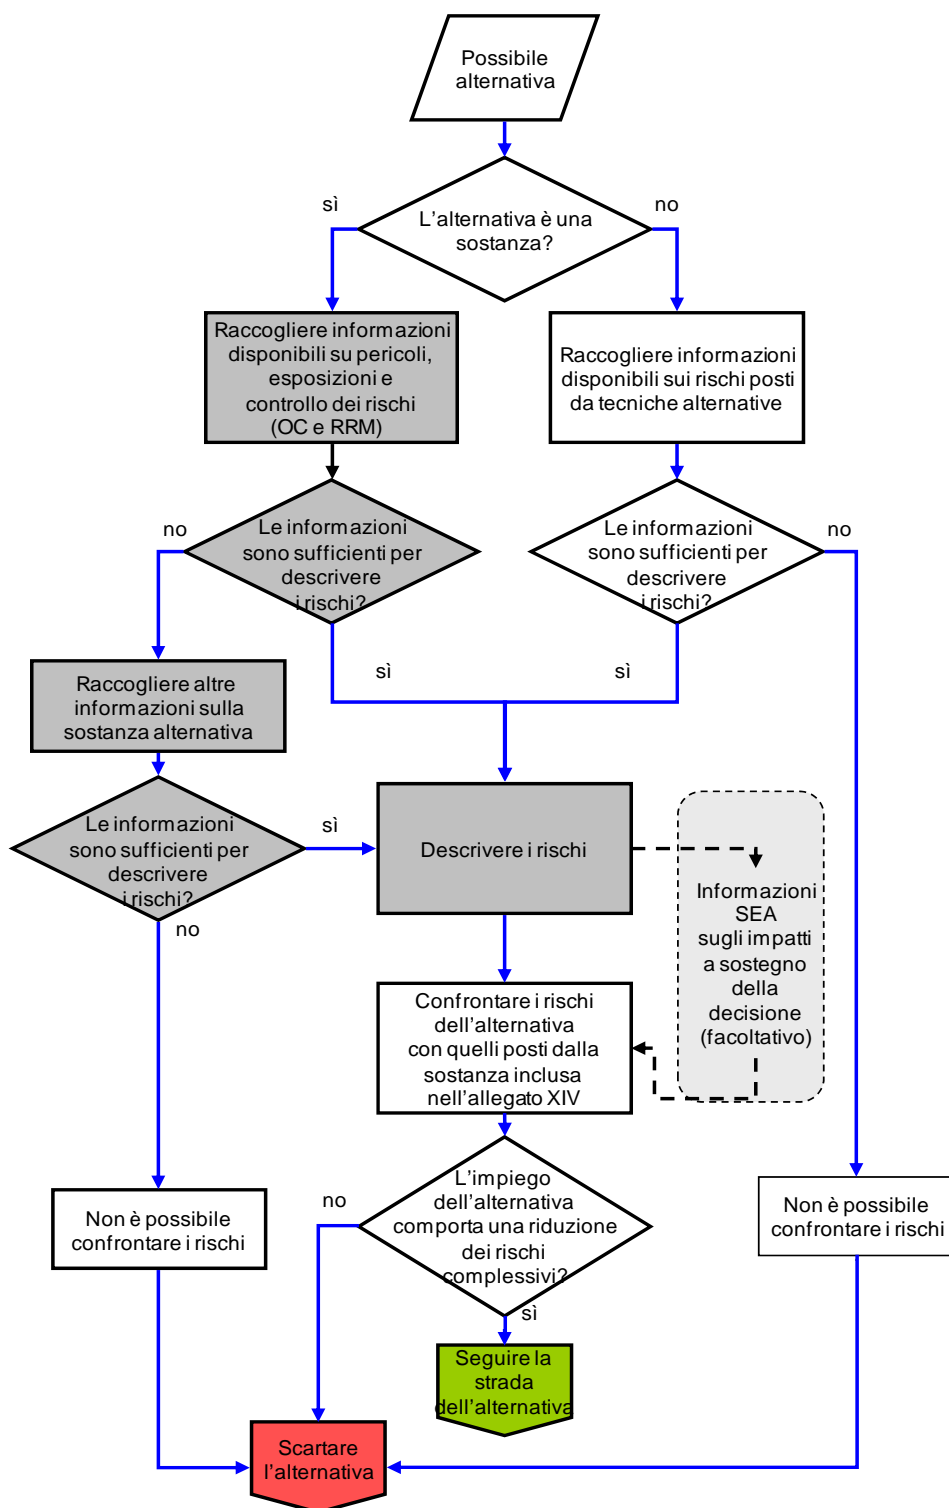 Possibile
alternativa
sì
no
L'alternativa è una
sostanza?
Raccogliere informazioni
disponibili su pericoli,
esposizioni e
controllo dei rischi
(OC e RRM)
Raccogliere informazioni
disponibili sui rischi posti
da tecniche alternative
no
Le informazioni
sono sufficienti per
descrivere
i rischi?
Le informazioni
sono sufficienti per
descrivere
i rischi?
no
sì
sì
Raccogliere altre
informazioni sulla
sostanza alternativa
Le informazioni
sono sufficienti per
descrivere
i rischi?
sì
no
Descrivere i rischi
Informazioni
SEA
sugli impatti
a sostegno
della
decisione
(facoltativo)
Confrontare i rischi
dell'alternativa
con quelli posti dalla
sostanza inclusa
nell'allegato XIV
no
L'impiego
dell'alternativa
comporta una riduzione
dei rischi
complessivi?
sì
Non è possibile
confrontare i rischi
Non è possibile
confrontare i rischi
Seguire la
strada
dell'alternativa
Scartare
l'alternativa